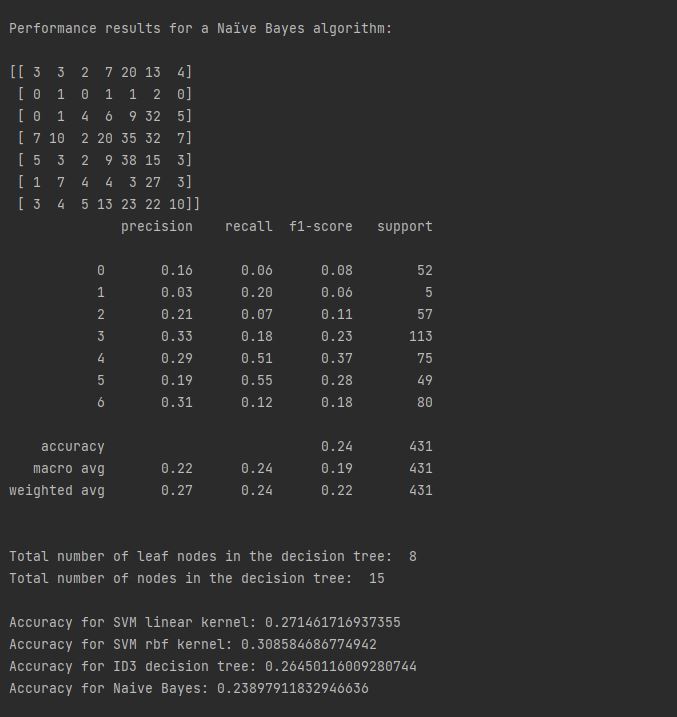 Performance results for a Naïve Bayes algorithm:
[[ 3  3  2  7 20 13  4]
 [ 0  1  0  1  1  2  0]
 [ 0  1  4  6  9 32  5]
 [ 7 10  2 20 35 32  7]
 [ 5  3  2  9 38 15  3]
 [ 1  7  4  4  3 27  3]
 [ 3  4  5 13 23 22 10]]
              precision    recall  f1-score   support
           0       0.16      0.06      0.08        52
           1       0.03      0.20      0.06         5
           2       0.21      0.07      0.11        57
           3       0.33      0.18      0.23       113
           4       0.29      0.51      0.37        75
           5       0.19      0.55      0.28        49
           6       0.31      0.12      0.18        80
    accuracy                           0.24       431
   macro avg       0.22      0.24      0.19       431
weighted avg       0.27      0.24      0.22       431
Total number of leaf nodes in the decision tree:  8
Total number of nodes in the decision tree:  15
Accuracy for SVM linear kernel: 0.271461716937355
Accuracy for SVM rbf kernel: 0.308584686774942
Accuracy for ID3 decision tree: 0.26450116009280744
Accuracy for Naive Bayes: 0.23897911832946636